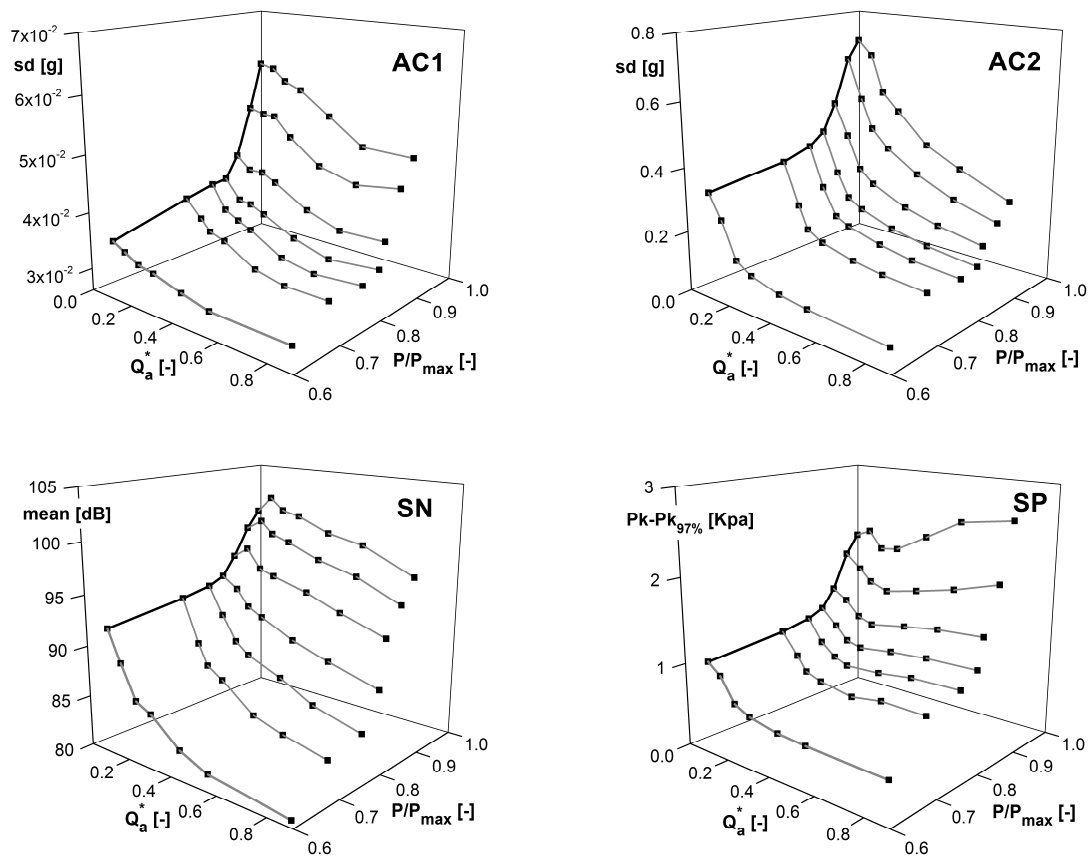 7x10⁻²
sd [g]
AC1
6x10⁻²
5x10⁻²
4x10⁻²
3x10⁻²
0.0
0.2
0.4
Qₐ* [-]
0.6
0.8
0.6
0.7
0.8
P/Pmax [-]
0.9
1.0
0.8
sd [g]
AC2
0.6
0.4
0.2
0.0
0.2
0.4
Qₐ* [-]
0.6
0.8
0.6
0.7
0.8
P/Pmax [-]
0.9
1.0
105
mean [dB]
SN
100
95
90
85
80
0.2
0.4
Qₐ* [-]
0.6
0.8
0.6
0.7
0.8
P/Pmax [-]
0.9
1.0
3
Pk-Pk97% [Kpa]
SP
2
1
0.0
0.2
0.4
Qₐ* [-]
0.6
0.8
0.6
0.7
0.8
P/Pmax [-]
0.9
1.0